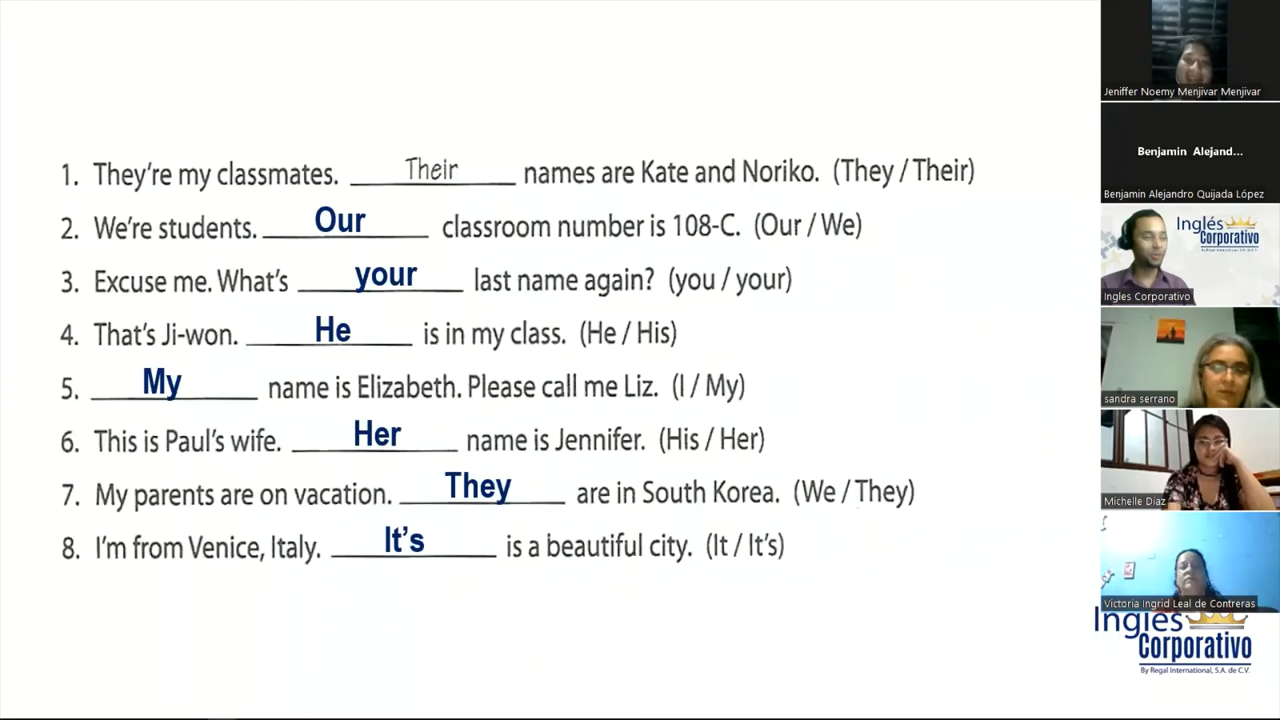 1. They're my classmates. Their names are Kate and Noriko. (They / Their)
2. We're students. Our classroom number is 108-C. (Our / We)
3. Excuse me. What's your last name again? (you / your)
4. That's Ji-won. He is in my class. (He / His)
5. My name is Elizabeth. Please call me Liz. (I / My)
6. This is Paul's wife. Her name is Jennifer. (His / Her)
7. My parents are on vacation. They are in South Korea. (We / They)
8. I'm from Venice, Italy. It's is a beautiful city. (It / It's)
Jeniffer Noemy Menjivar Menjivar
Benjamin Alejand...
Benjamin Alejandro Quijada López
Inglés
Corporativo
Ingles Corporativo
sandra serrano
Michelle Diaz
Victoria Ingrid Leal de Contreras
Inglés
Corporativo
By Regal International, S.A. de C.V.